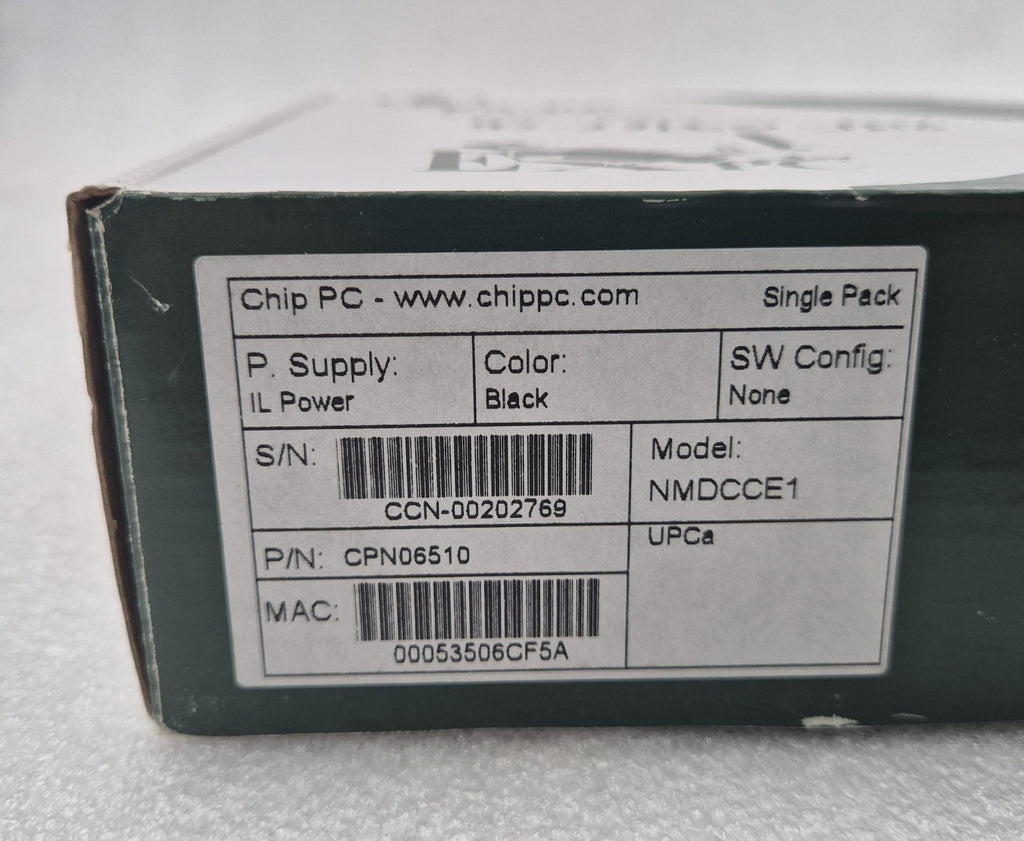 Chip PC - www.chippc.com Single Pack
P. Supply: Color: SW Config:
IL Power Black None
S/N: Model:
CCN-00202769 NMDCCE1
P/N: CPN06510 UPCa
MAC:
00053506CF5A